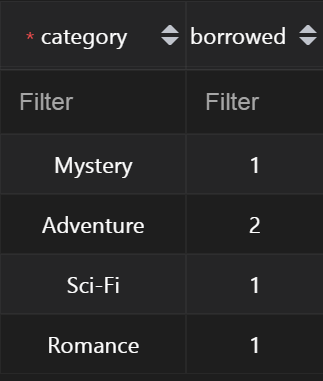 * category borrowed
Filter Filter
Mystery 1
Adventure 2
Sci-Fi 1
Romance 1